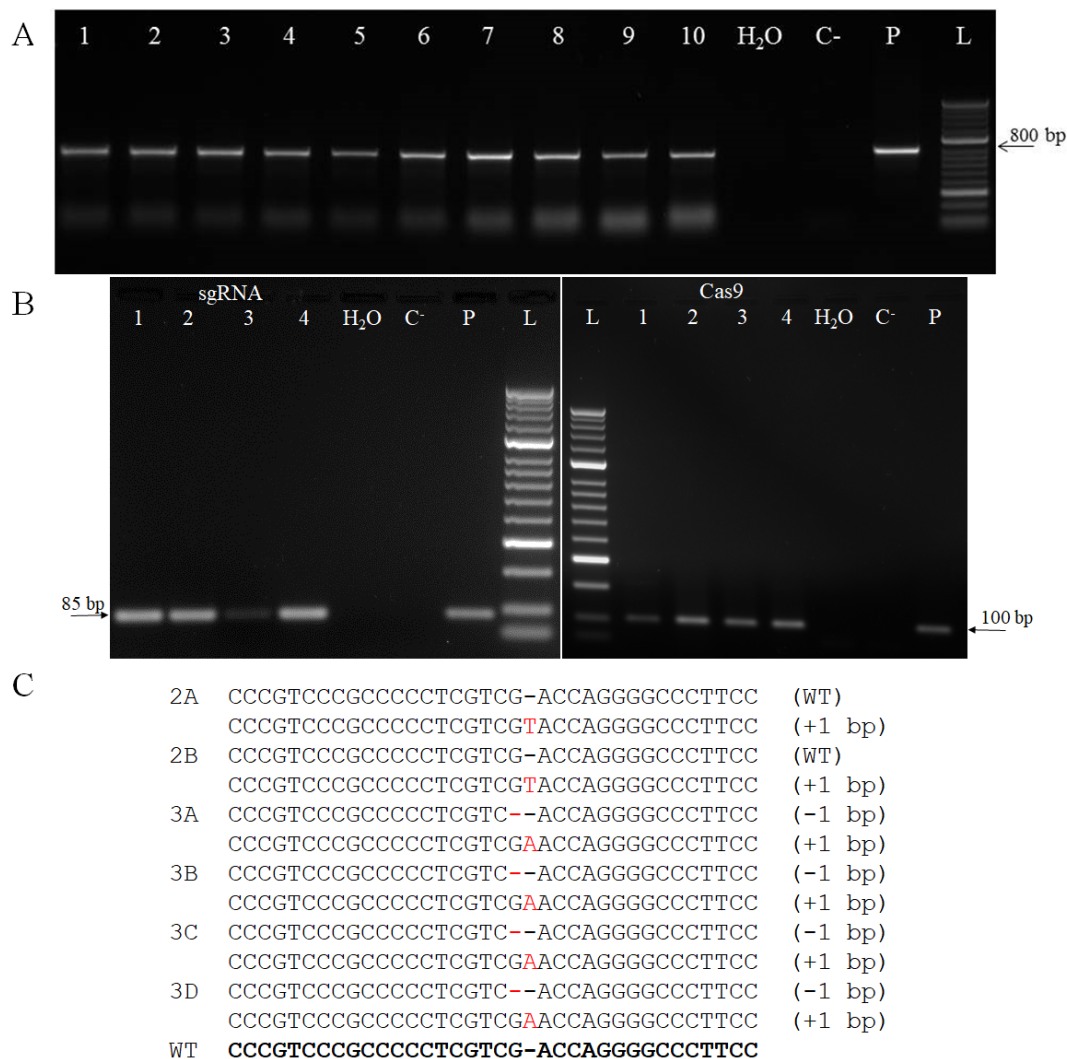 A
1 2 3 4 5 6 7 8 9 10 H₂O C- P L
800 bp
B
sgRNA Cas9
1 2 3 4 H₂O C⁻ P L L 1 2 3 4 H₂O C⁻ P
85 bp
100 bp
C
2A CCCGTCCCGCCCCCTCGTCG-ACCAGGGGCCCTTCC (WT)
CCCGTCCCGCCCCCTCGTCGTACCAGGGGCCCTTCC (+1 bp)
2B CCCGTCCCGCCCCCTCGTCG-ACCAGGGGCCCTTCC (WT)
CCCGTCCCGCCCCCTCGTCGTACCAGGGGCCCTTCC (+1 bp)
3A CCCGTCCCGCCCCCTCGTC--ACCAGGGGCCCTTCC (-1 bp)
CCCGTCCCGCCCCCTCGTCGAACCAGGGGCCCTTCC (+1 bp)
3B CCCGTCCCGCCCCCTCGTC--ACCAGGGGCCCTTCC (-1 bp)
CCCGTCCCGCCCCCTCGTCGAACCAGGGGCCCTTCC (+1 bp)
3C CCCGTCCCGCCCCCTCGTC--ACCAGGGGCCCTTCC (-1 bp)
CCCGTCCCGCCCCCTCGTCGAACCAGGGGCCCTTCC (+1 bp)
3D CCCGTCCCGCCCCCTCGTC--ACCAGGGGCCCTTCC (-1 bp)
CCCGTCCCGCCCCCTCGTCGAACCAGGGGCCCTTCC (+1 bp)
WT CCCGTCCCGCCCCCTCGTCG-ACCAGGGGCCCTTCC